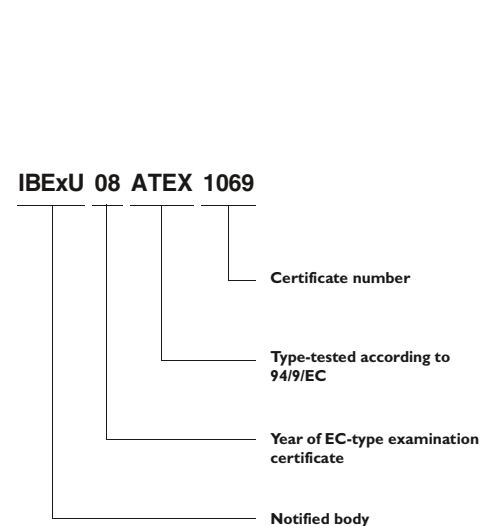 IBExU 08 ATEX 1069
Certificate number
Type-tested according to
94/9/EC
Year of EC-type examination
certificate
Notified body